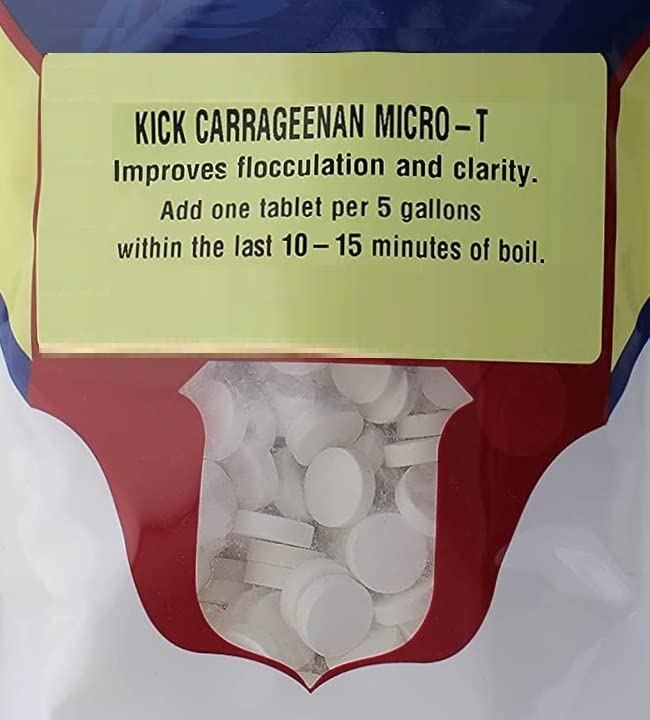 KICK CARRAGEENAN MICRO-T
Improves flocculation and clarity.
Add one tablet per 5 gallons
within the last 10-15 minutes of boil.